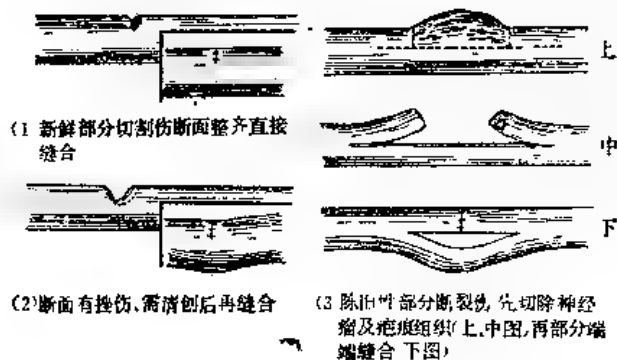 (1 新鲜部分切割伤断面整齐直接
缝合
(2)断面有挫伤、需清创后再缝合
上
中
下
(3 陈旧性部分断裂伤,先切除神经
瘤及疤痕组织(上、中图,再部分端
端缝合 下图)